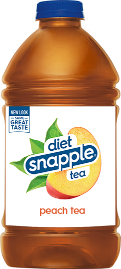 NEW LOOK
SAME
GREAT
TASTE
diet
snapple
tea
peach tea